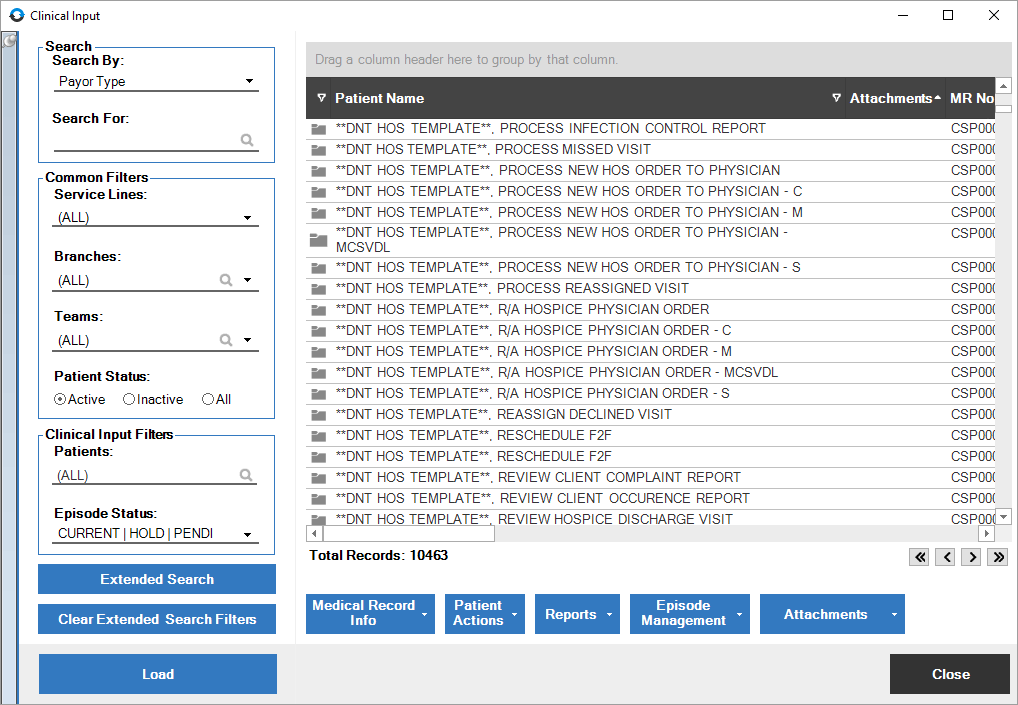 Clinical Input
Search
Search By:
Payor Type
Search For:
Common Filters
Service Lines:
(ALL)
Branches:
(ALL)
Teams:
(ALL)
Patient Status:
Active Inactive All
Clinical Input Filters
Patients:
(ALL)
Episode Status:
CURRENT | HOLD | PENDI
Extended Search
Clear Extended Search Filters
Load
Drag a column header here to group by that column.
Patient Name Attachments MR No
**DNT HOS TEMPLATE**, PROCESS INFECTION CONTROL REPORT CSP000
**DNT HOS TEMPLATE**, PROCESS MISSED VISIT CSP000
**DNT HOS TEMPLATE**, PROCESS NEW HOS ORDER TO PHYSICIAN CSP000
**DNT HOS TEMPLATE**, PROCESS NEW HOS ORDER TO PHYSICIAN - C CSP000
**DNT HOS TEMPLATE**, PROCESS NEW HOS ORDER TO PHYSICIAN - M CSP000
**DNT HOS TEMPLATE**, PROCESS NEW HOS ORDER TO PHYSICIAN - CSP000
MCSVDL
**DNT HOS TEMPLATE**, PROCESS NEW HOS ORDER TO PHYSICIAN - S CSP000
**DNT HOS TEMPLATE**, PROCESS REASSIGNED VISIT CSP000
**DNT HOS TEMPLATE**, R/A HOSPICE PHYSICIAN ORDER CSP000
**DNT HOS TEMPLATE**, R/A HOSPICE PHYSICIAN ORDER - C CSP000
**DNT HOS TEMPLATE**, R/A HOSPICE PHYSICIAN ORDER - M CSP000
**DNT HOS TEMPLATE**, R/A HOSPICE PHYSICIAN ORDER - MCSVDL CSP000
**DNT HOS TEMPLATE**, R/A HOSPICE PHYSICIAN ORDER - S CSP000
**DNT HOS TEMPLATE**, REASSIGN DECLINED VISIT CSP000
**DNT HOS TEMPLATE**, RESCHEDULE F2F CSP000
**DNT HOS TEMPLATE**, RESCHEDULE F2F CSP000
**DNT HOS TEMPLATE**, REVIEW CLIENT COMPLAINT REPORT CSP000
**DNT HOS TEMPLATE**, REVIEW CLIENT OCCURENCE REPORT CSP000
**DNT HOS TEMPLATE**, REVIEW HOSPICE DISCHARGE VISIT CSP000
Total Records: 10463
Medical Record
Info
Patient
Actions
Reports
Episode
Management
Attachments
Close